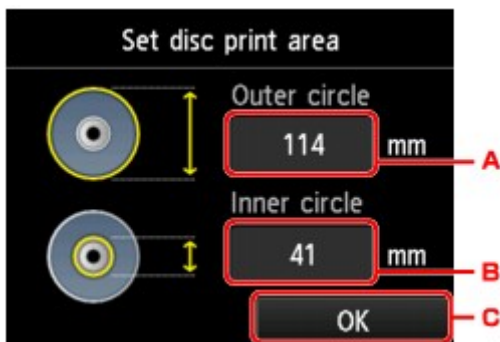 Set disc print area
Outer circle
114 mm A
Inner circle
41 mm B
OK C